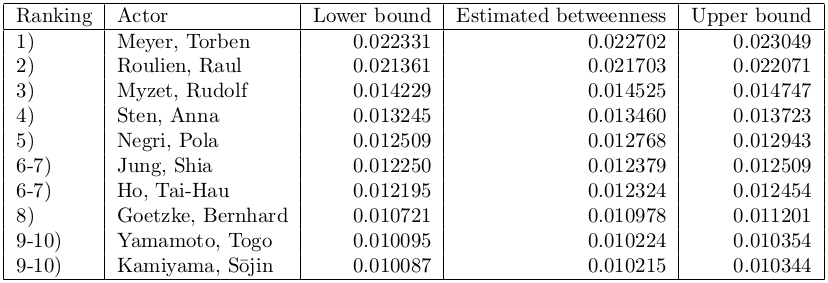 Ranking Actor Lower bound Estimated betweenness Upper bound
1) Meyer, Torben 0.022331 0.022702 0.023049
2) Roulien, Raul 0.021361 0.021703 0.022071
3) Myzet, Rudolf 0.014229 0.014525 0.014747
4) Sten, Anna 0.013245 0.013460 0.013723
5) Negri, Pola 0.012509 0.012768 0.012943
6-7) Jung, Shia 0.012250 0.012379 0.012509
6-7) Ho, Tai-Hau 0.012195 0.012324 0.012454
8) Goetzke, Bernhard 0.010721 0.010978 0.011201
9-10) Yamamoto, Togo 0.010095 0.010224 0.010354
9-10) Kamiyama, Sōjin 0.010087 0.010215 0.010344